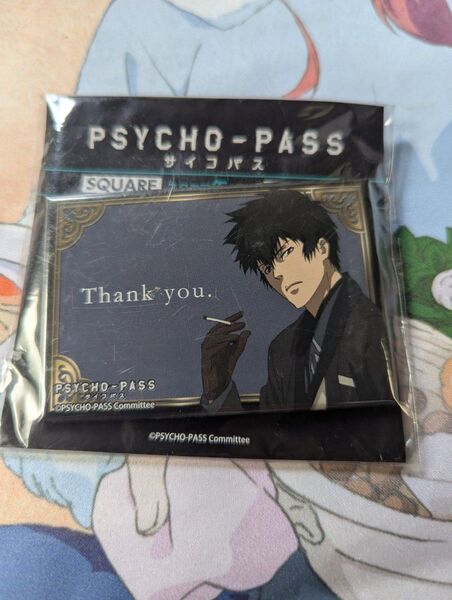 PSYCHO-PASS
サイコパス
SQUARE
Thank you.
PSYCHO-PASS
サイコパス
©PSYCHO-PASS Committee
©PSYCHO-PASS Committee